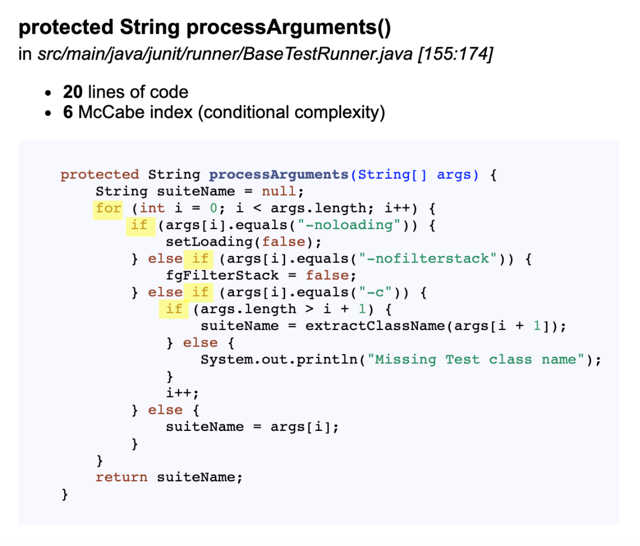 protected String processArguments()
in src/main/java/junit/runner/BaseTestRunner.java [155:174]
• 20 lines of code
• 6 McCabe index (conditional complexity)
protected String processArguments(String[] args) {
    String suiteName = null;
    for (int i = 0; i < args.length; i++) {
        if (args[i].equals("-noloading")) {
            setLoading(false);
        } else if (args[i].equals("-nofilterstack")) {
            fgFilterStack = false;
        } else if (args[i].equals("-c")) {
            if (args.length > i + 1) {
                suiteName = extractClassName(args[i + 1]);
            } else {
                System.out.println("Missing Test class name");
            }
            i++;
        } else {
            suiteName = args[i];
        }
    }
    return suiteName;
}